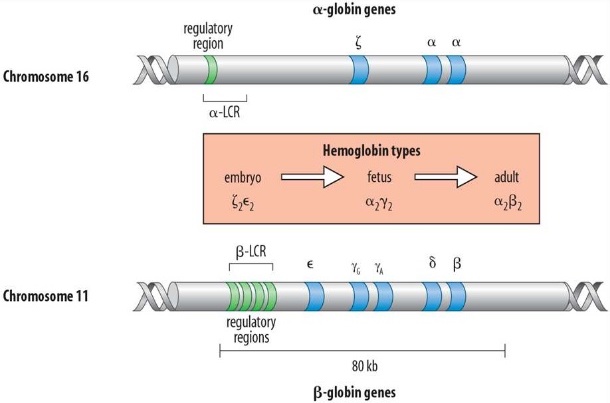 α-globin genes
regulatory
region
ζ α α
Chromosome 16
α-LCR
Hemoglobin types
embryo fetus adult
ζ₂ϵ₂ α₂γ₂ α₂β₂
β-LCR
ϵ γG γA δ β
Chromosome 11
regulatory
regions
80 kb
β-globin genes